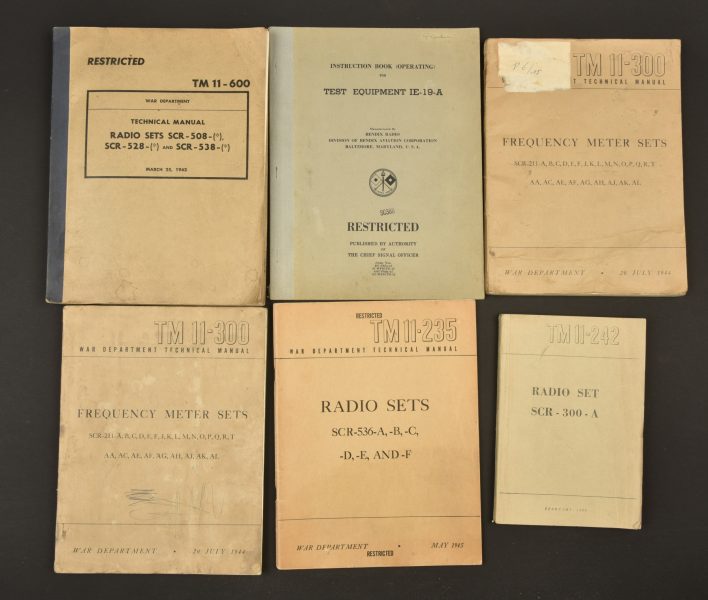 RESTRICTED
TM 11-600
WAR DEPARTMENT
TECHNICAL MANUAL
RADIO SETS SCR-508-(*),
SCR-528-(*) AND SCR-538-(*)
MARCH 25, 1943
INSTRUCTION BOOK (OPERATING)
FOR
TEST EQUIPMENT IE-19-A
Manufactured By
BENDIX RADIO
DIVISION OF BENDIX AVIATION CORPORATION
BALTIMORE, MARYLAND, U.S.A.
RESTRICTED
PUBLISHED BY AUTHORITY
OF
THE CHIEF SIGNAL OFFICER
TM 11-300
T TECHNICAL MANUAL
FREQUENCY METER SETS
SCR-211-A, B, C, D, E, F, J, K, L, M, N, O, P, Q, R, T
AA, AC, AE, AF, AG, AH, AJ, AK, AL
WAR DEPARTMENT • 20 JULY 1944
TM 11-300
WAR DEPARTMENT TECHNICAL MANUAL
FREQUENCY METER SETS
SCR-211-A, B, C, D, E, F, J, K, L, M, N, O, P, Q, R, T
AA, AC, AE, AF, AG, AH, AJ, AK, AL
WAR DEPARTMENT • 20 JULY 1944
RESTRICTED
TM 11-235
WAR DEPARTMENT TECHNICAL MANUAL
RADIO SETS
SCR-536-A, -B, -C,
-D, -E, AND -F
WAR DEPARTMENT • MAY 1945
RESTRICTED
TM 11-242
RADIO SET
SCR-300-A